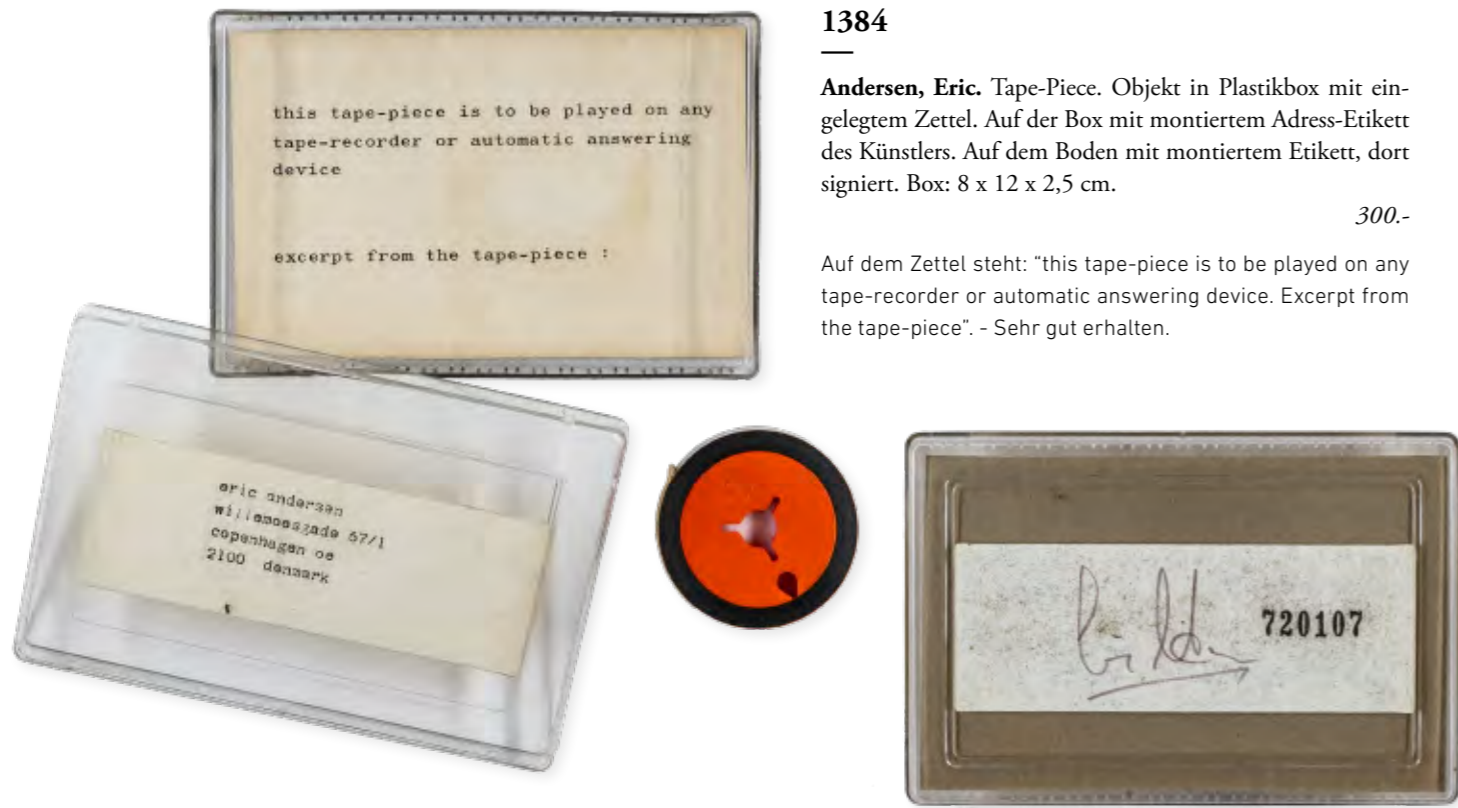 this tape-piece is to be played on any
tape-recorder or automatic answering
device
excerpt from the tape-piece :
eric andersen
willemoesgade 57/1
copenhagen oe
2100 denmark
720107
1384
Andersen, Eric. Tape-Piece. Objekt in Plastikbox mit ein-
gelegtem Zettel. Auf der Box mit montiertem Adress-Etikett
des Künstlers. Auf dem Boden mit montiertem Etikett, dort
signiert. Box: 8 x 12 x 2,5 cm.
300.-
Auf dem Zettel steht: "this tape-piece is to be played on any
tape-recorder or automatic answering device. Excerpt from
the tape-piece". - Sehr gut erhalten.